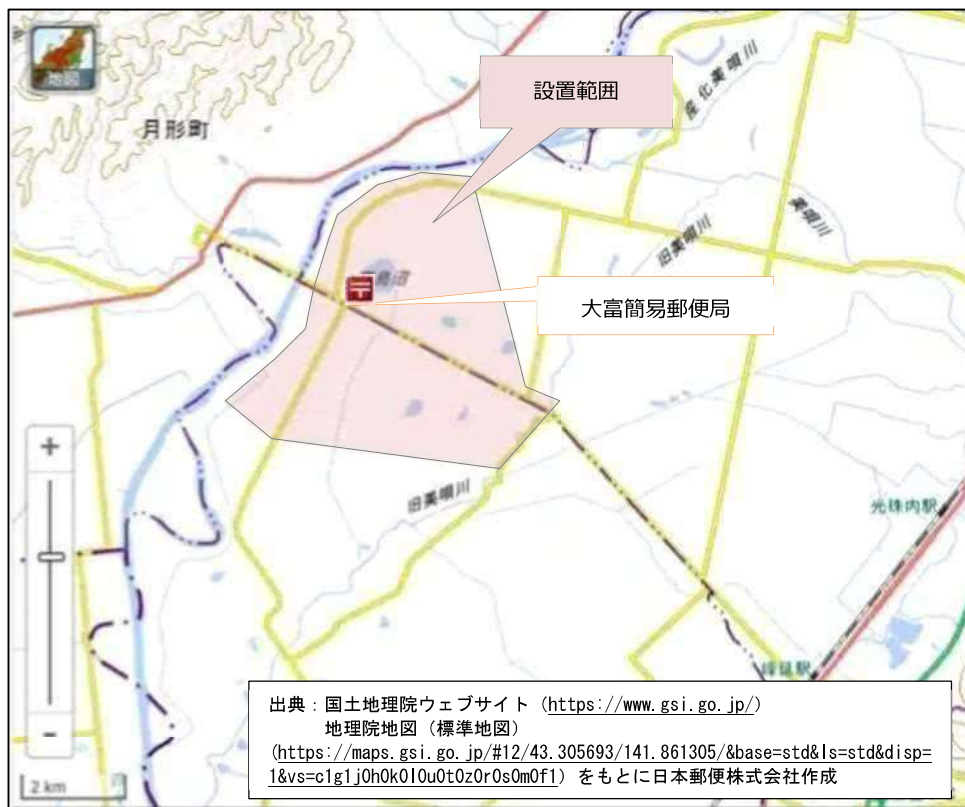 地図
設置範囲
産化美唄川
月形町
美唄川
旧美唄川
大富簡易郵便局
旧美唄川
光珠内駅
峰延駅
+
-
2 km
出典：国土地理院ウェブサイト（https://www.gsi.go.jp/）
地理院地図（標準地図）
（https://maps.gsi.go.jp/#12/43.305693/141.861305/&base=std&ls=std&disp=
1&vs=c1g1j0h0k0l0u0t0z0r0s0m0f1）をもとに日本郵便株式会社作成